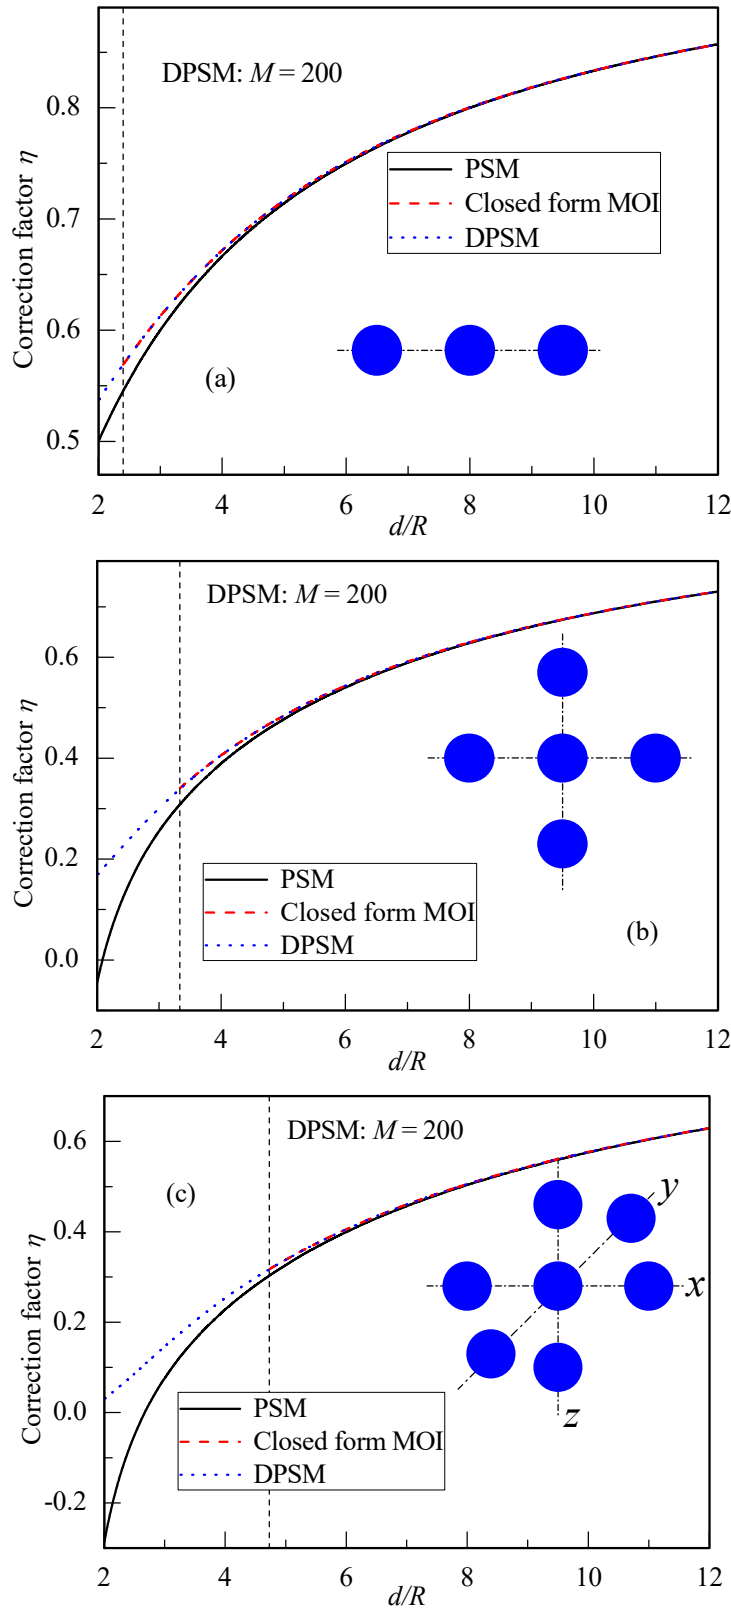 DPSM: M = 200
Correction factor η
0.8
0.7
0.6
0.5
PSM
Closed form MOI
DPSM
(a)
2 4 6 8 10 12
d/R
DPSM: M = 200
Correction factor η
0.6
0.4
0.2
0.0
PSM
Closed form MOI
DPSM
(b)
2 4 6 8 10 12
d/R
DPSM: M = 200
(c)
Correction factor η
0.6
0.4
0.2
0.0
-0.2
y
x
z
PSM
Closed form MOI
DPSM
2 4 6 8 10 12
d/R